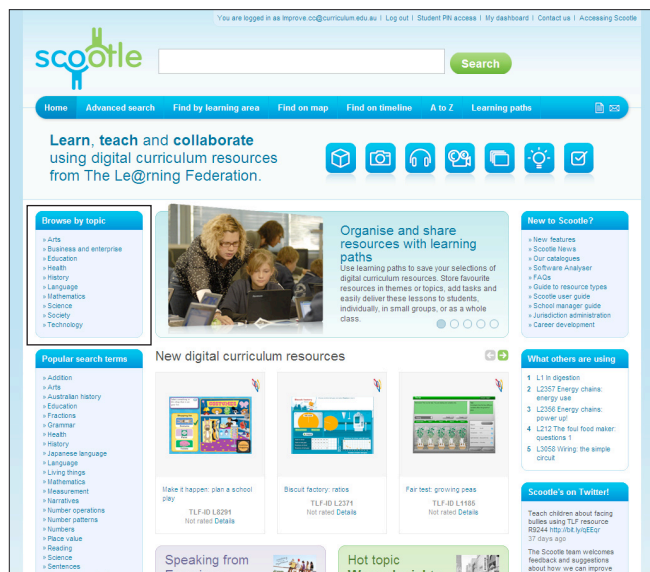 You are logged in as Improve.cc@curriculum.edu.au | Log out | Student PIN access | My dashboard | Contact us | Accessing Scootle
scootle
Search
Home Advanced search Find by learning area Find on map Find on timeline A to Z Learning paths
Learn, teach and collaborate
using digital curriculum resources
from The Le@rning Federation.
Browse by topic
» Arts
» Business and enterprise
» Education
» Health
» History
» Language
» Mathematics
» Science
» Society
» Technology
Organise and share
resources with learning
paths
Use learning paths to save your selections of
digital curriculum resources. Store favourite
resources in themes or topics, add tasks and
easily deliver these lessons to students,
individually, in small groups, or as a whole
class.
New to Scootle?
» New features
» Scootle News
» Our catalogues
» Software Analyser
» FAQs
» Guide to resource types
» Scootle user guide
» School manager guide
» Jurisdiction administration
» Career development
Popular search terms
» Addition
» Arts
» Australian history
» Education
» Fractions
» Grammar
» Health
» History
» Japanese language
» Language
» Living things
» Mathematics
» Measurement
» Narratives
» Number operations
» Number patterns
» Numbers
» Place value
» Reading
» Science
» Sentences
New digital curriculum resources
Make it happen: plan a school
play
TLF-ID L8291
Not rated Details
Biscuit factory: ratios
TLF-ID L2371
Not rated Details
Fair test: growing peas
TLF-ID L1185
Not rated Details
Speaking from
Hot topic
What others are using
1 L1 In digestion
2 L2357 Energy chains:
energy use
3 L2356 Energy chains:
power up!
4 L212 The foul food maker:
questions 1
5 L3058 Wiring: the simple
circuit
Scootle's on Twitter!
Teach children about facing
bullies using TLF resource
R9244 http://bit.ly/qEEqr
37 days ago
The Scootle team welcomes
feedback and suggestions
about how we can improve